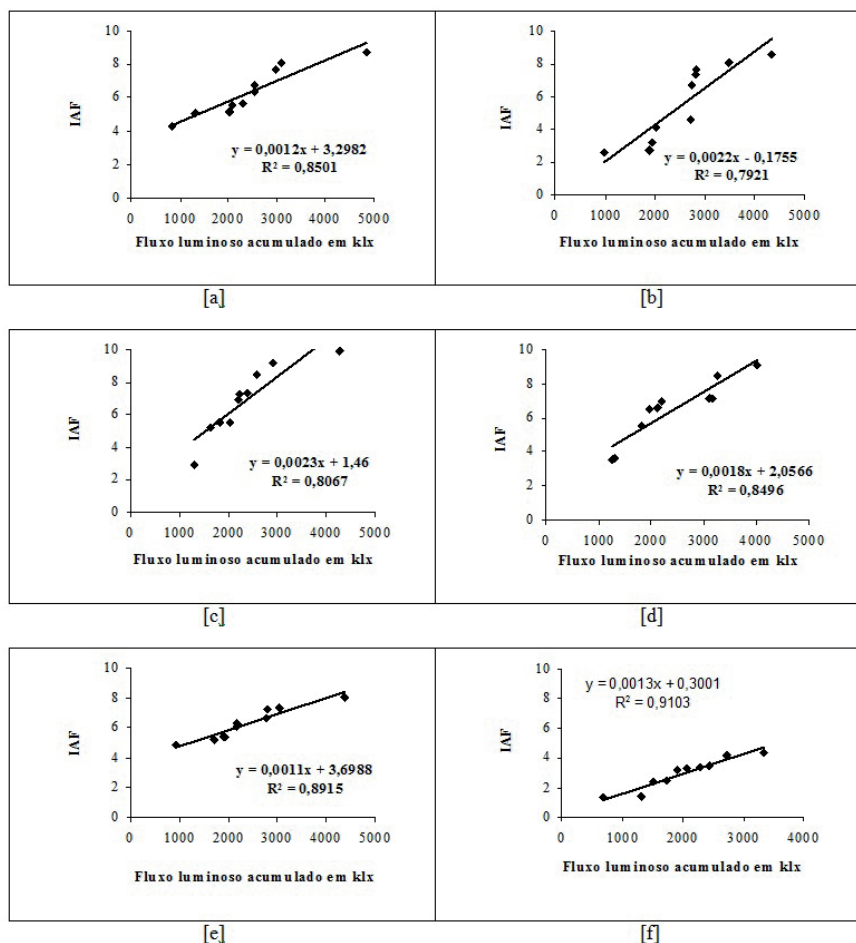 10
8
6
4
2
0
IAF
y = 0,0012x + 3,2982
R² = 0,8501
0 1000 2000 3000 4000 5000
Fluxo luminoso acumulado em klx
[a]
10
8
6
4
2
0
IAF
y = 0,0022x - 0,1755
R² = 0,7921
0 1000 2000 3000 4000 5000
Fluxo luminoso acumulado em klx
[b]
10
8
6
4
2
0
IAF
y = 0,0023x + 1,46
R² = 0,8067
0 1000 2000 3000 4000 5000
Fluxo luminoso acumulado em klx
[c]
10
8
6
4
2
0
IAF
y = 0,0018x + 2,0566
R² = 0,8496
0 1000 2000 3000 4000 5000
Fluxo luminoso acumulado em klx
[d]
10
8
6
4
2
0
IAF
y = 0,0011x + 3,6988
R² = 0,8915
0 1000 2000 3000 4000 5000
Fluxo luminoso acumulado em klx
[e]
10
8
6
4
2
0
IAF
y = 0,0013x + 0,3001
R² = 0,9103
0 1000 2000 3000 4000
Fluxo luminoso acumulado em klx
[f]